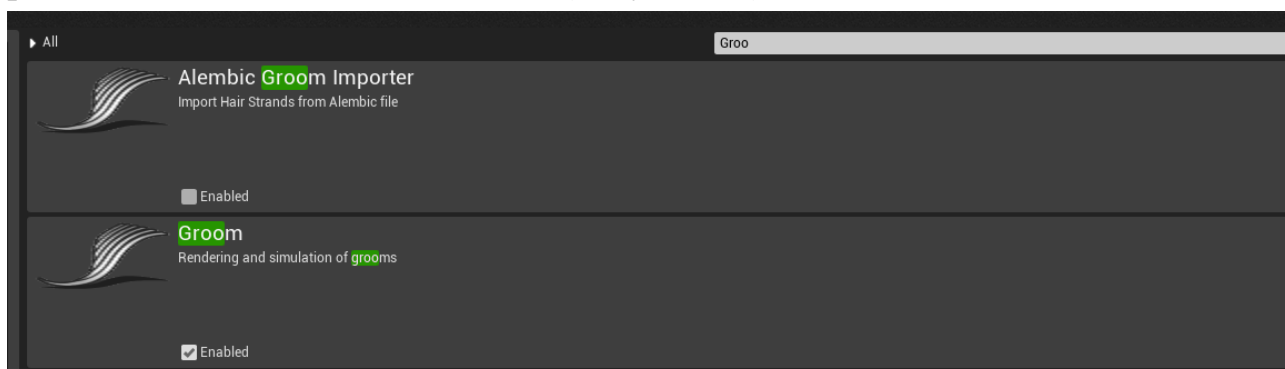 All
Groo
Alembic Groom Importer
Import Hair Strands from Alembic file
Enabled
Groom
Rendering and simulation of grooms
Enabled